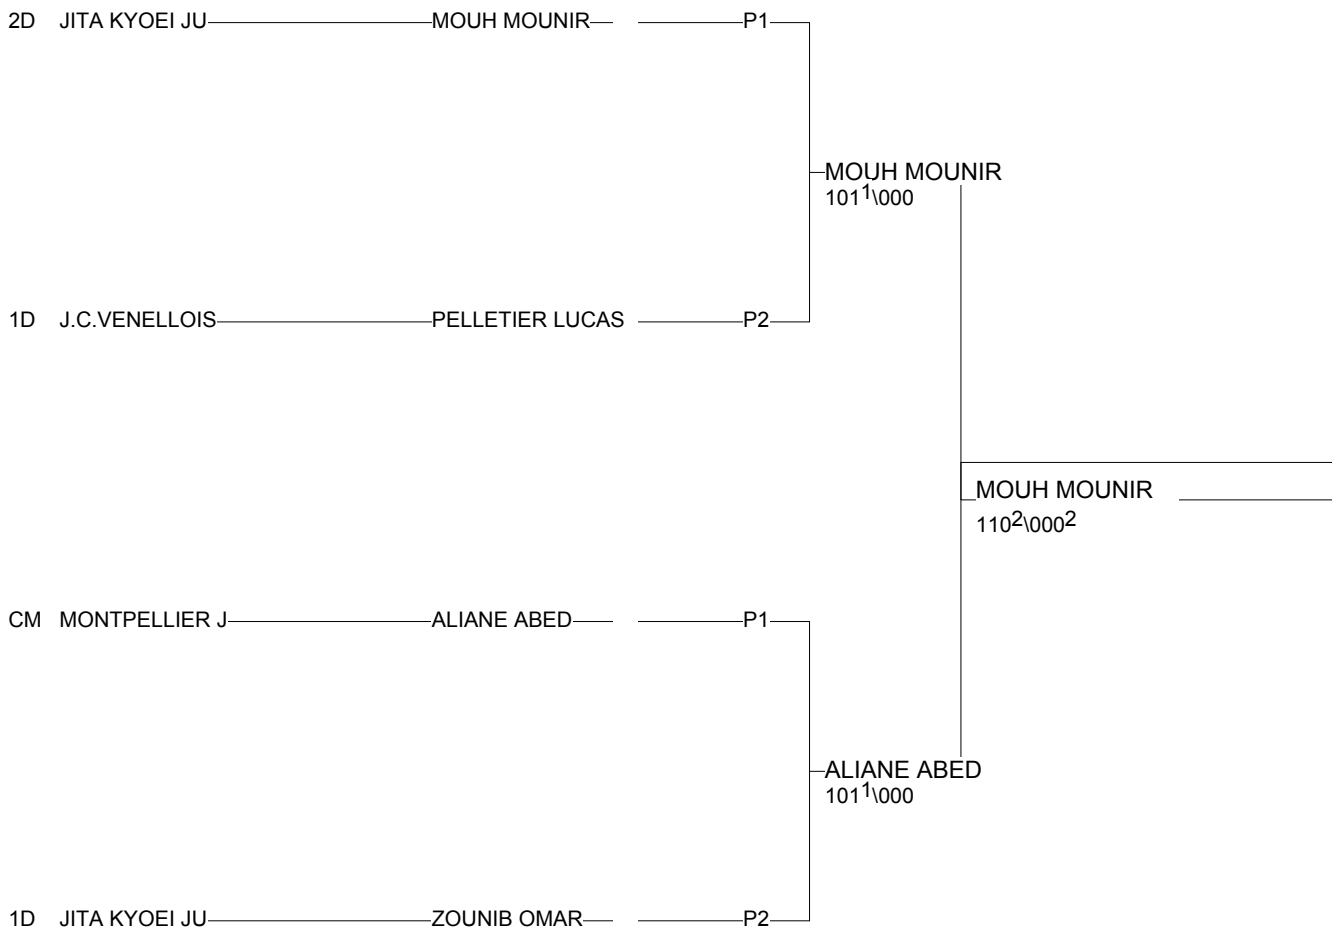 2D JITA KYOEI JU MOUH MOUNIR P1
MOUH MOUNIR
101¹\000
1D J.C.VENELLOIS PELLETIER LUCAS P2
MOUH MOUNIR
110²\000²
CM MONTPELLIER J ALIANE ABED P1
ALIANE ABED
101¹\000
1D JITA KYOEI JU ZOUNIB OMAR P2